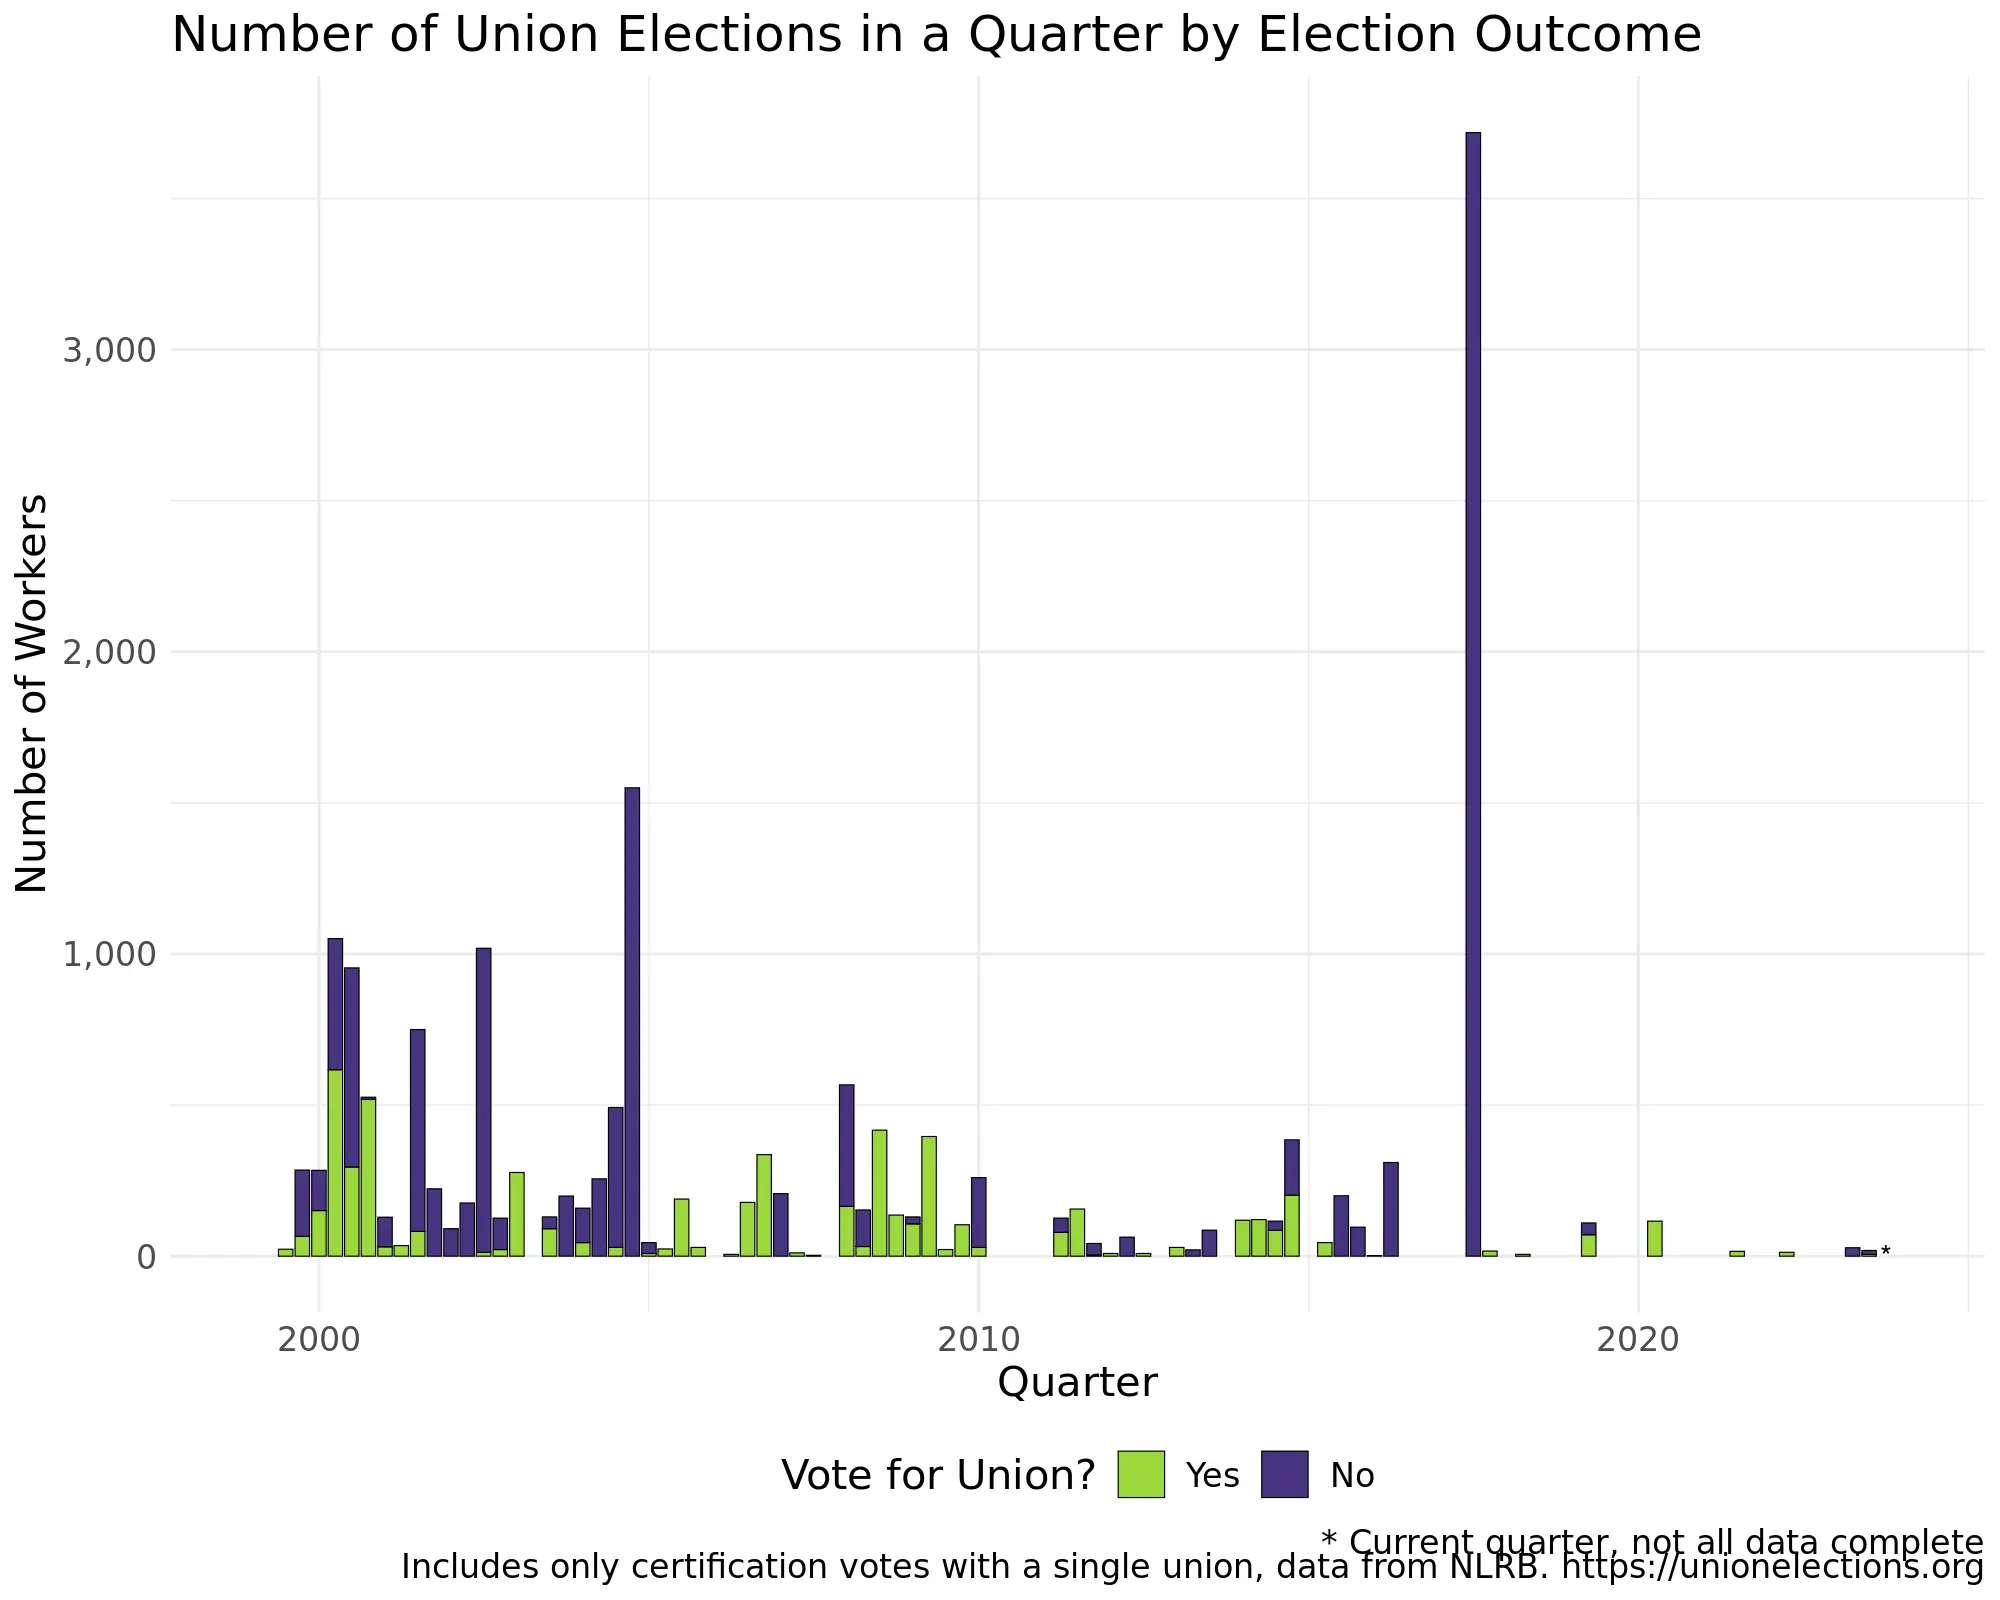 Number of Union Elections in a Quarter by Election Outcome
Number of Workers
3,000
2,000
1,000
0
*
2000
2010
2020
Quarter
Vote for Union?
Yes
No
* Current quarter, not all data complete
Includes only certification votes with a single union, data from NLRB. https://unionelections.org